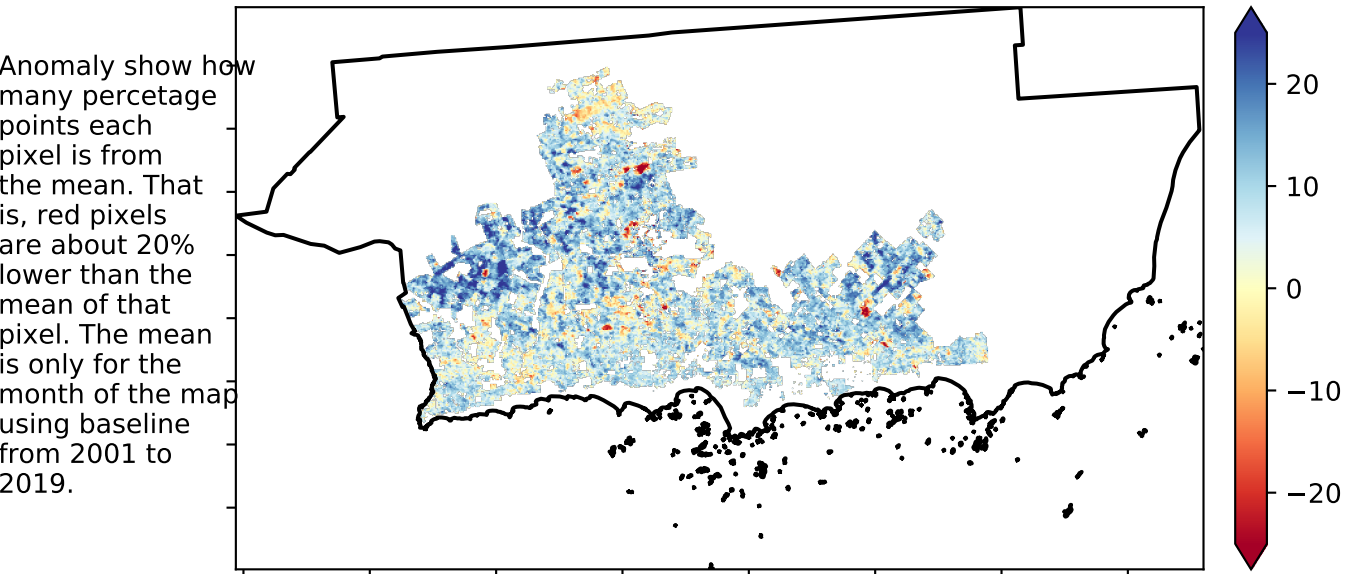 Anomaly show how
many percetage
points each
pixel is from
the mean. That
is, red pixels
are about 20%
lower than the
mean of that
pixel. The mean
is only for the
month of the map
using baseline
from 2001 to
2019.
20
10
0
−10
−20